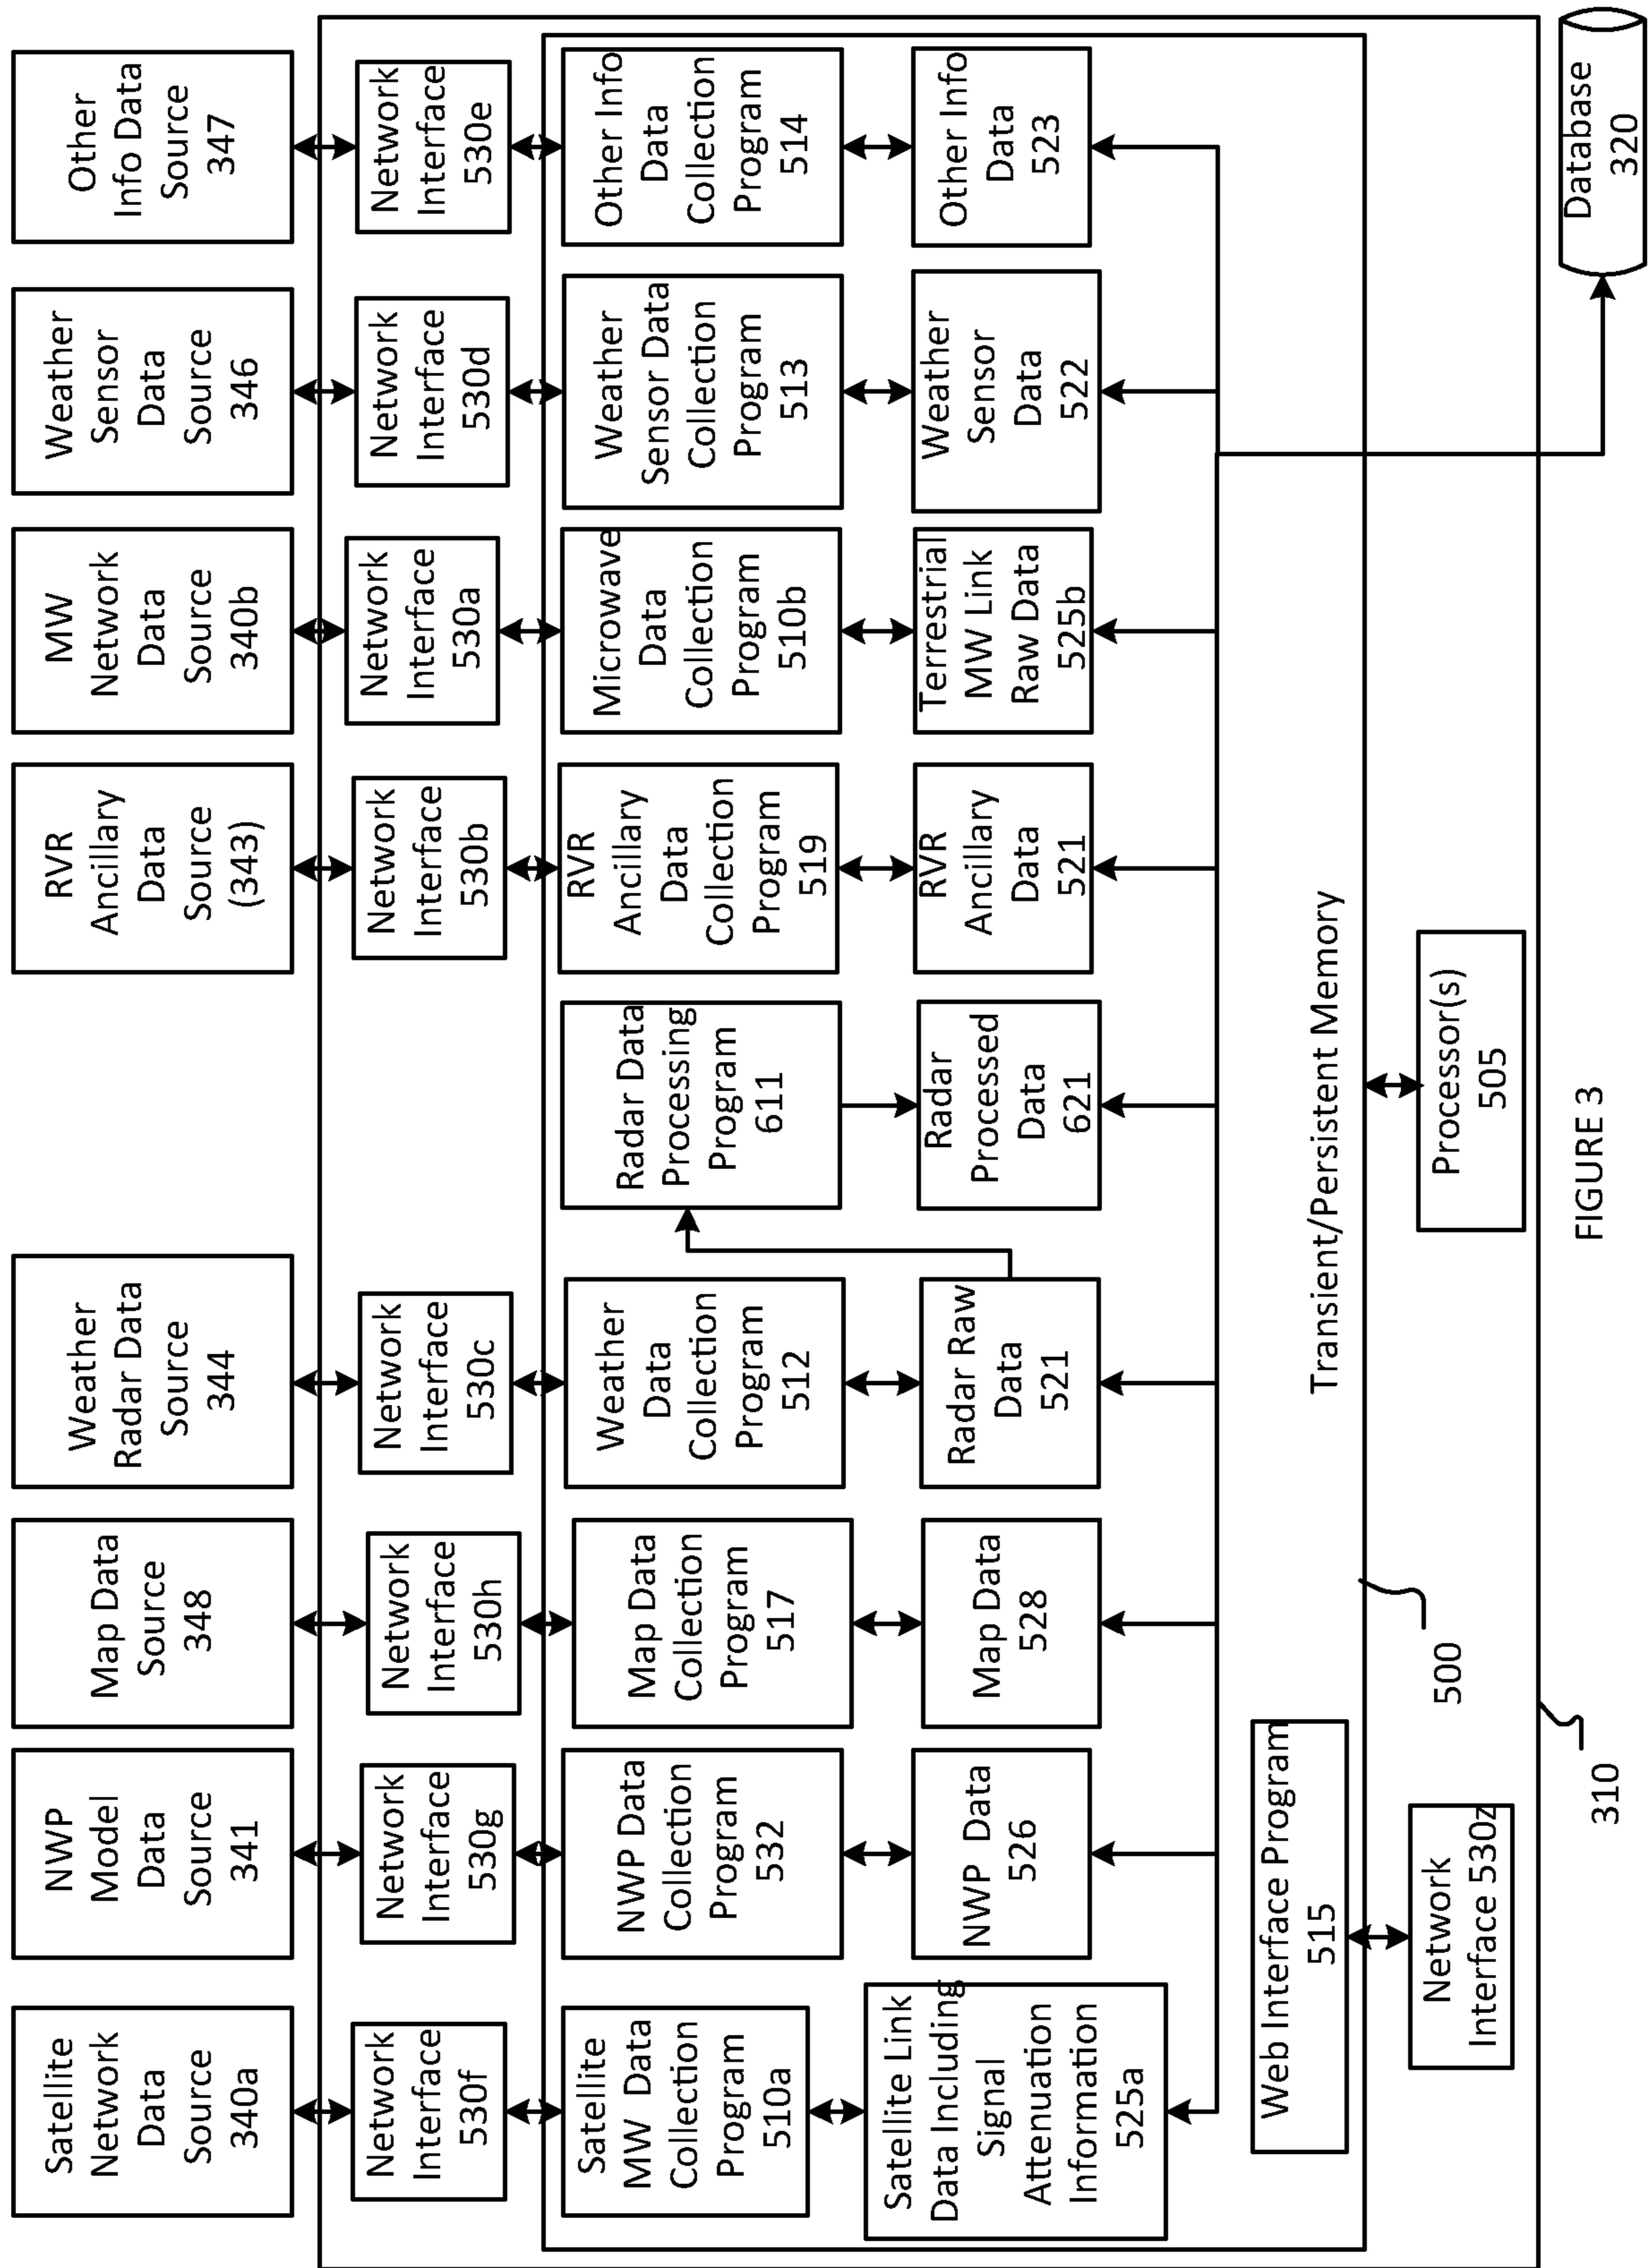 Satellite
Network
Data
Source
340a
NWP
Model
Data
Source
341
Map Data
Source
348
Weather
Radar Data
Source
344
RVR
Ancillary
Data
Source
(343)
MW
Network
Data
Source
340b
Weather
Sensor
Data
Source
346
Other
Info Data
Source
347
Network
Interface
530f
Network
Interface
530g
Network
Interface
530h
Network
Interface
530c
Network
Interface
530b
Network
Interface
530a
Network
Interface
530d
Network
Interface
530e
Satellite
MW Data
Collection
Program
510a
NWP Data
Collection
Program
532
Map Data
Collection
Program
517
Weather
Data
Collection
Program
512
Radar Data
Processing
Program
611
RVR
Ancillary
Data
Collection
Program
519
Microwave
Data
Collection
Program
510b
Weather
Sensor Data
Collection
Program
513
Other Info
Data
Collection
Program
514
Satellite Link
Data Including
Signal
Attenuation
Information
525a
NWP Data
526
Map Data
528
Radar Raw
Data
521
Radar
Processed
Data
621
RVR
Ancillary
Data
521
Terrestrial
MW Link
Raw Data
525b
Weather
Sensor
Data
522
Other Info
Data
523
Web Interface Program
515
Transient/Persistent Memory
Network
Interface 530z
500
Processor(s)
505
310
FIGURE 3
Database
320